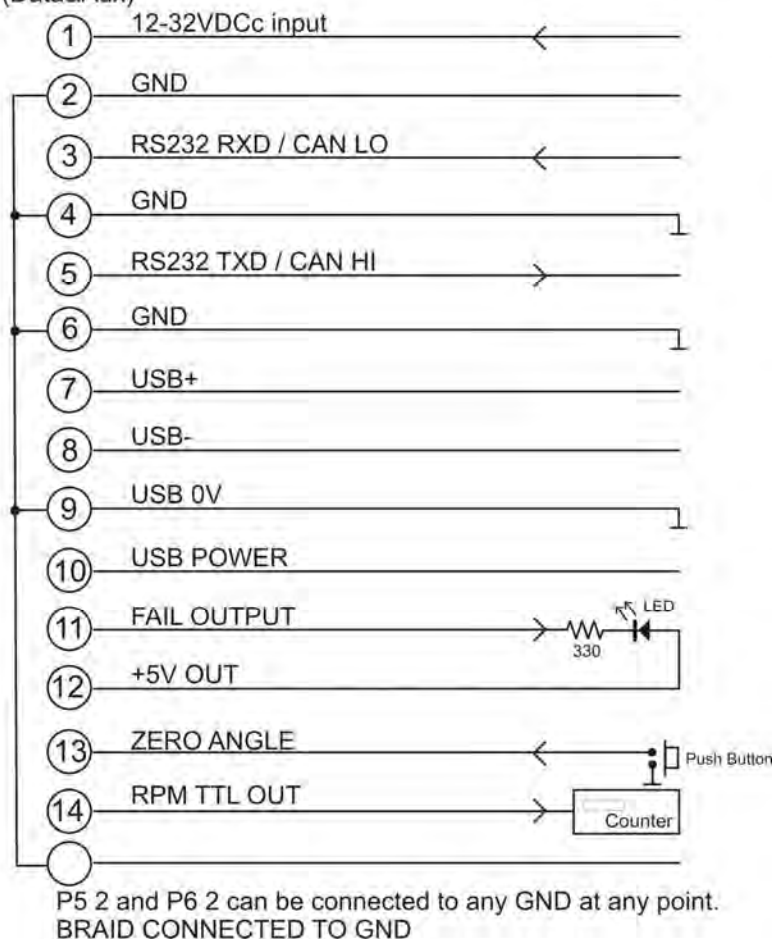 1 12-32VDCc input
2 GND
3 RS232 RXD / CAN LO
4 GND
5 RS232 TXD / CAN HI
6 GND
7 USB+
8 USB-
9 USB 0V
10 USB POWER
11 FAIL OUTPUT
LED
330
12 +5V OUT
13 ZERO ANGLE
Push Button
14 RPM TTL OUT
Counter
P5 2 and P6 2 can be connected to any GND at any point.
BRAID CONNECTED TO GND